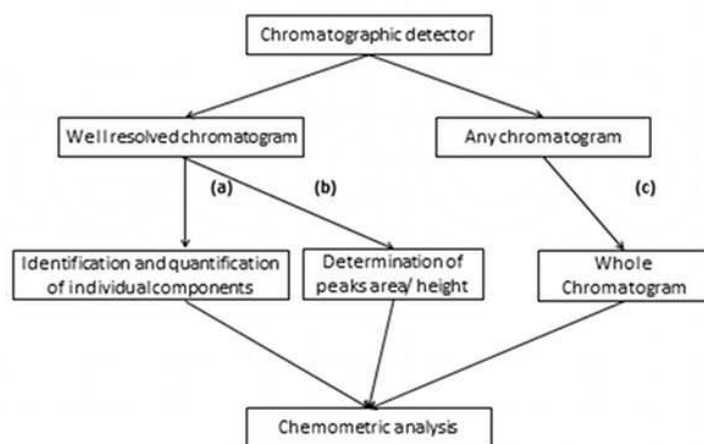 Chromatographic detector
Well resolved chromatogram
Any chromatogram
(a)
(b)
(c)
Identification and quantification
of individual components
Determination of
peaks area/ height
Whole
Chromatogram
Chemometric analysis